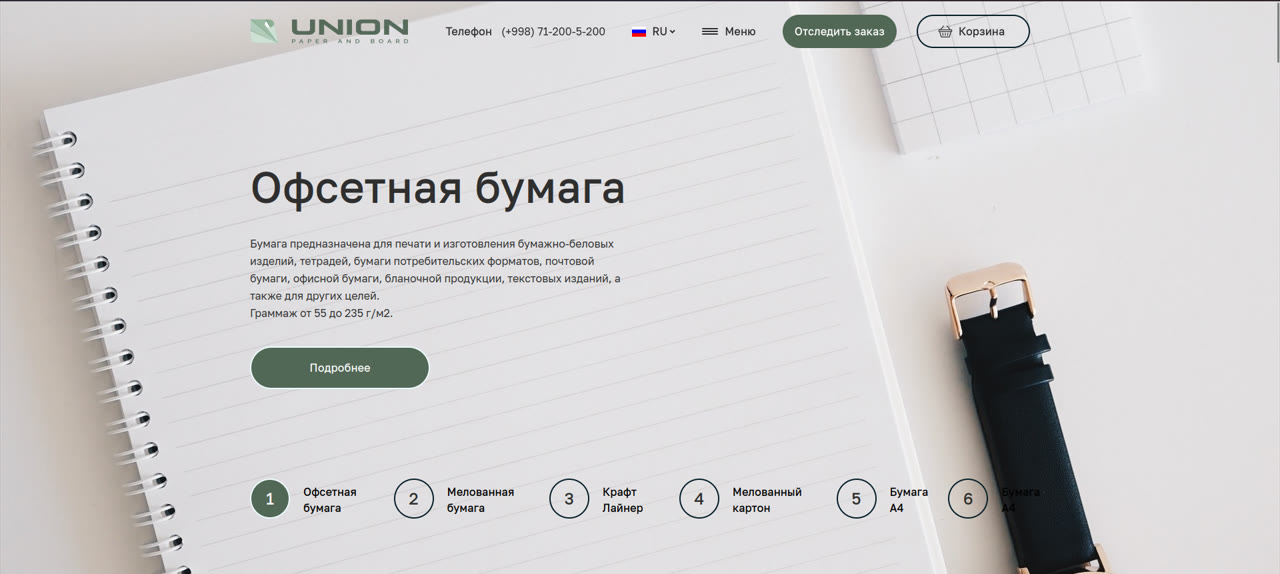 UNION
PAPER AND BOARD
Телефон (+998) 71-200-5-200
RU
Меню
Отследить заказ
Корзина
Офсетная бумага
Бумага предназначена для печати и изготовления бумажно-беловых
изделий, тетрадей, бумаги потребительских форматов, почтовой
бумаги, офисной бумаги, бланочной продукции, текстовых изданий, а
также для других целей.
Граммаж от 55 до 235 г/м2.
Подробнее
1
Офсетная
бумага
2
Мелованная
бумага
3
Крафт
Лайнер
4
Мелованный
картон
5
Бумага
А4
6
Бумага
А4